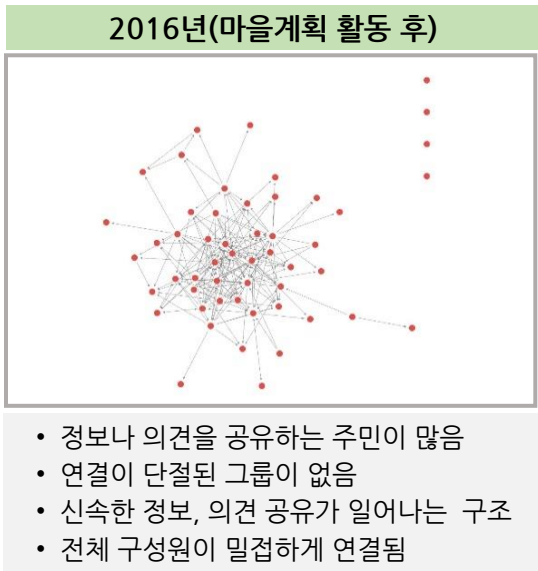 2016년(마을계획 활동 후)
• 정보나 의견을 공유하는 주민이 많음
• 연결이 단절된 그룹이 없음
• 신속한 정보, 의견 공유가 일어나는 구조
• 전체 구성원이 밀접하게 연결됨